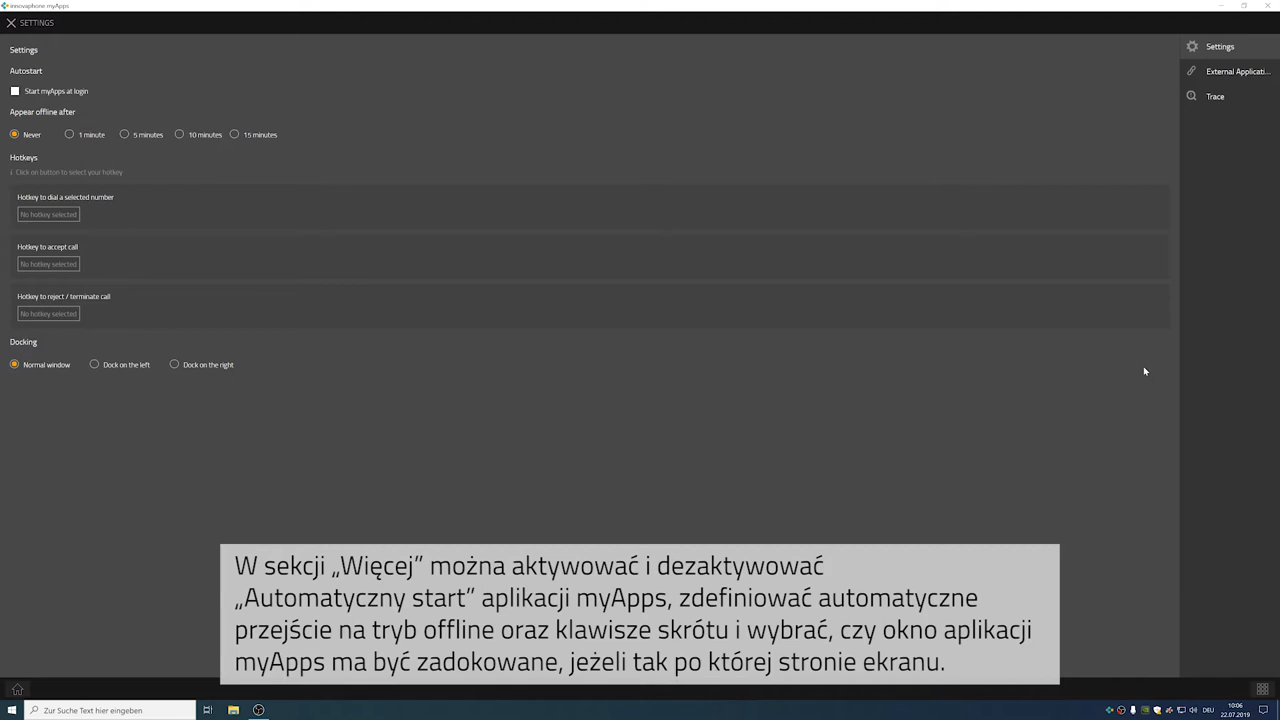 innovaphone myApps
SETTINGS
Settings
Autostart
Start myApps at login
Appear offline after
Never 1 minute 5 minutes 10 minutes 15 minutes
Hotkeys
i Click on button to select your hotkey
Hotkey to dial a selected number
No hotkey selected
Hotkey to accept call
No hotkey selected
Hotkey to reject / terminate call
No hotkey selected
Docking
Normal window Dock on the left Dock on the right
Settings
External Applicati...
Trace
W sekcji „Więcej” można aktywować i dezaktywować
„Automatyczny start” aplikacji myApps, zdefiniować automatyczne
przejście na tryb offline oraz klawisze skrótu i wybrać, czy okno aplikacji
myApps ma być zadokowane, jeżeli tak po której stronie ekranu.
Zur Suche Text hier eingeben
DEU
10:06
22.07.2019